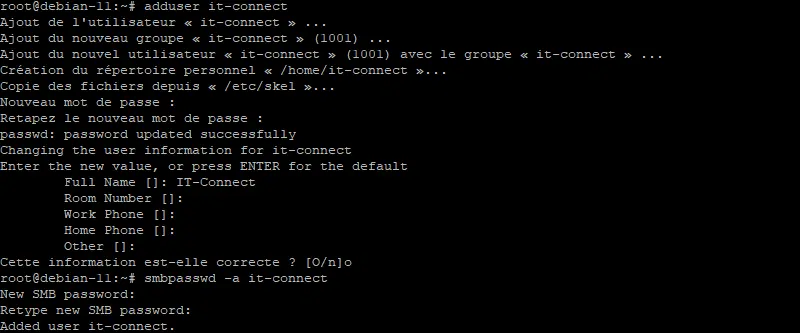 root@debian-11:~# adduser it-connect
Ajout de l'utilisateur « it-connect » ...
Ajout du nouveau groupe « it-connect » (1001) ...
Ajout du nouvel utilisateur « it-connect » (1001) avec le groupe « it-connect » ...
Création du répertoire personnel « /home/it-connect »...
Copie des fichiers depuis « /etc/skel »...
Nouveau mot de passe :
Retapez le nouveau mot de passe :
passwd: password updated successfully
Changing the user information for it-connect
Enter the new value, or press ENTER for the default
        Full Name []: IT-Connect
        Room Number []:
        Work Phone []:
        Home Phone []:
        Other []:
Cette information est-elle correcte ? [O/n]o
root@debian-11:~# smbpasswd -a it-connect
New SMB password:
Retype new SMB password:
Added user it-connect.